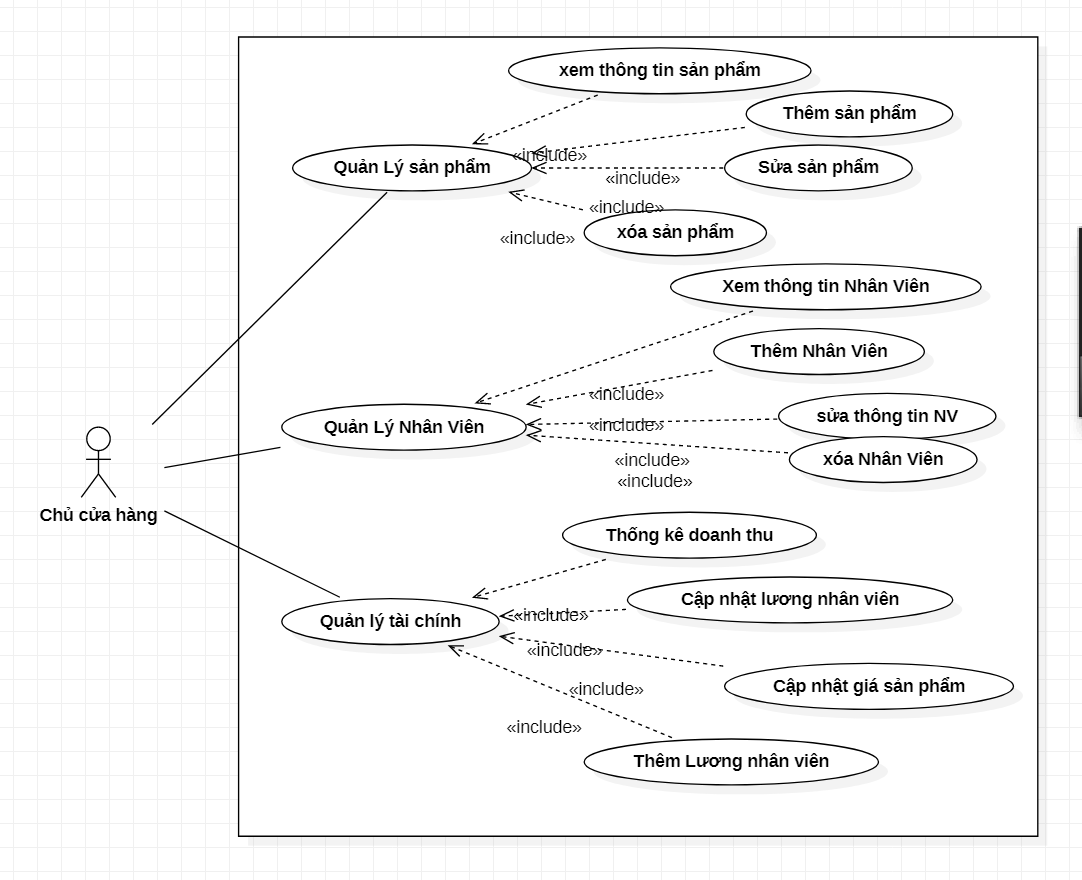 xem thông tin sản phẩm
Thêm sản phẩm
«include»
Quản Lý sản phẩm
Sửa sản phẩm
«include»
«include»
xóa sản phẩm
«include»
Xem thông tin Nhân Viên
Thêm Nhân Viên
«include»
sửa thông tin NV
Quản Lý Nhân Viên
«include»
xóa Nhân Viên
«include»
«include»
Chủ cửa hàng
Thống kê doanh thu
Cập nhật lương nhân viên
«include»
Quản lý tài chính
«include»
Cập nhật giá sản phẩm
«include»
«include»
Thêm Lương nhân viên